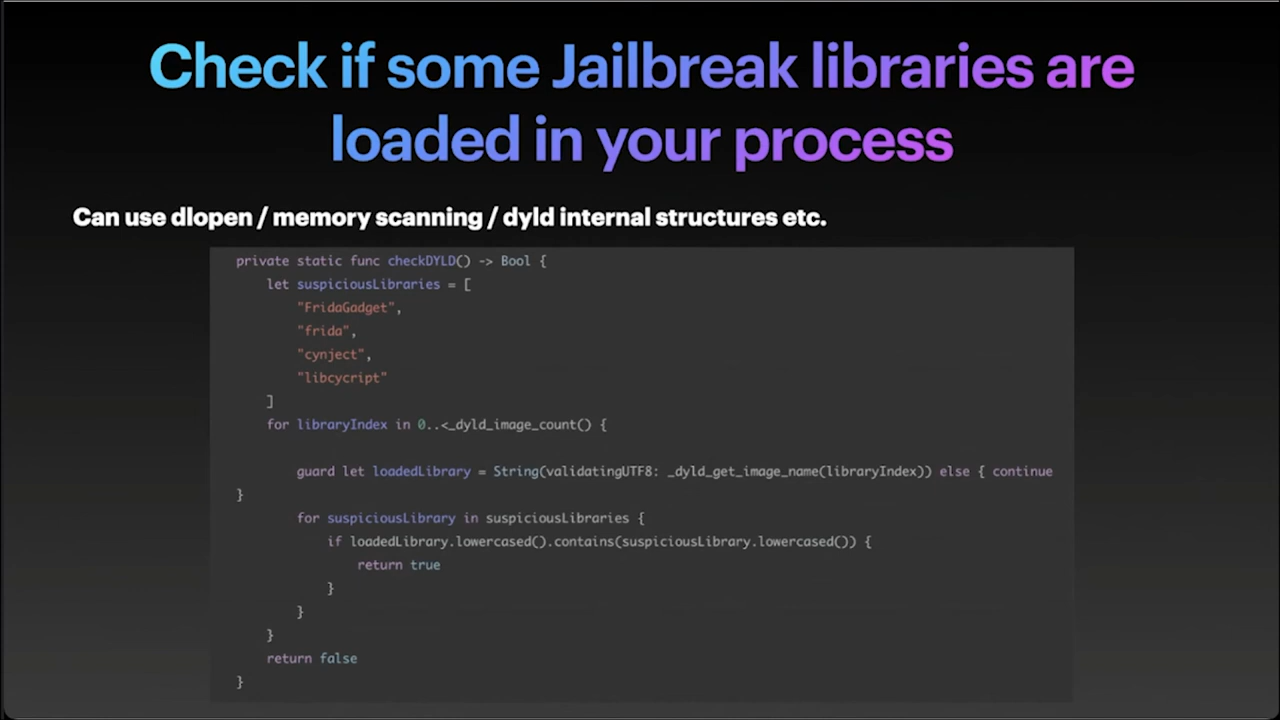 Check if some Jailbreak libraries are
loaded in your process
Can use dlopen / memory scanning / dyld internal structures etc.
private static func checkDYLD() -> Bool {
    let suspiciousLibraries = [
        "FridaGadget",
        "frida",
        "cynject",
        "libcycript"
    ]
    for libraryIndex in 0..<_dyld_image_count() {
        guard let loadedLibrary = String(validatingUTF8: _dyld_get_image_name(libraryIndex)) else { continue
}
        for suspiciousLibrary in suspiciousLibraries {
            if loadedLibrary.lowercased().contains(suspiciousLibrary.lowercased()) {
                return true
            }
        }
    }
    return false
}